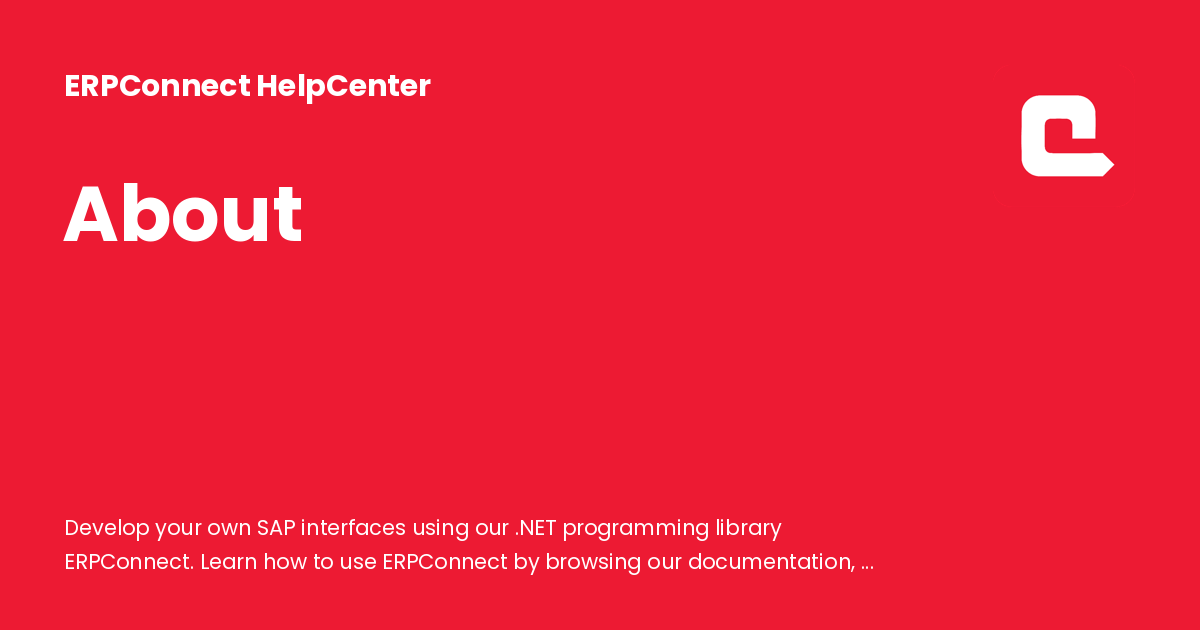 ERPConnect HelpCenter
About
Develop your own SAP interfaces using our .NET programming library
ERPConnect. Learn how to use ERPConnect by browsing our documentation, ...